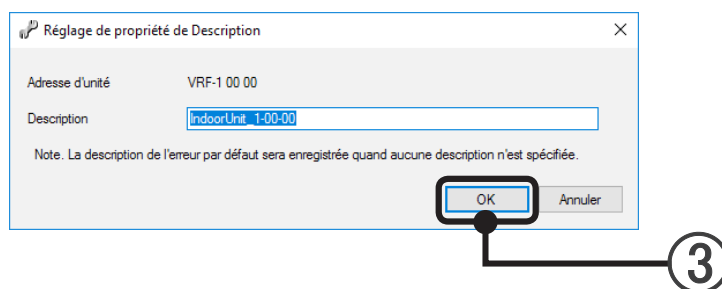 Réglage de propriété de Description
Adresse d'unité VRF-1 00 00
Description IndoorUnit_1-00-00
Note. La description de l'erreur par défaut sera enregistrée quand aucune description n'est spécifiée.
OK Annuler
3